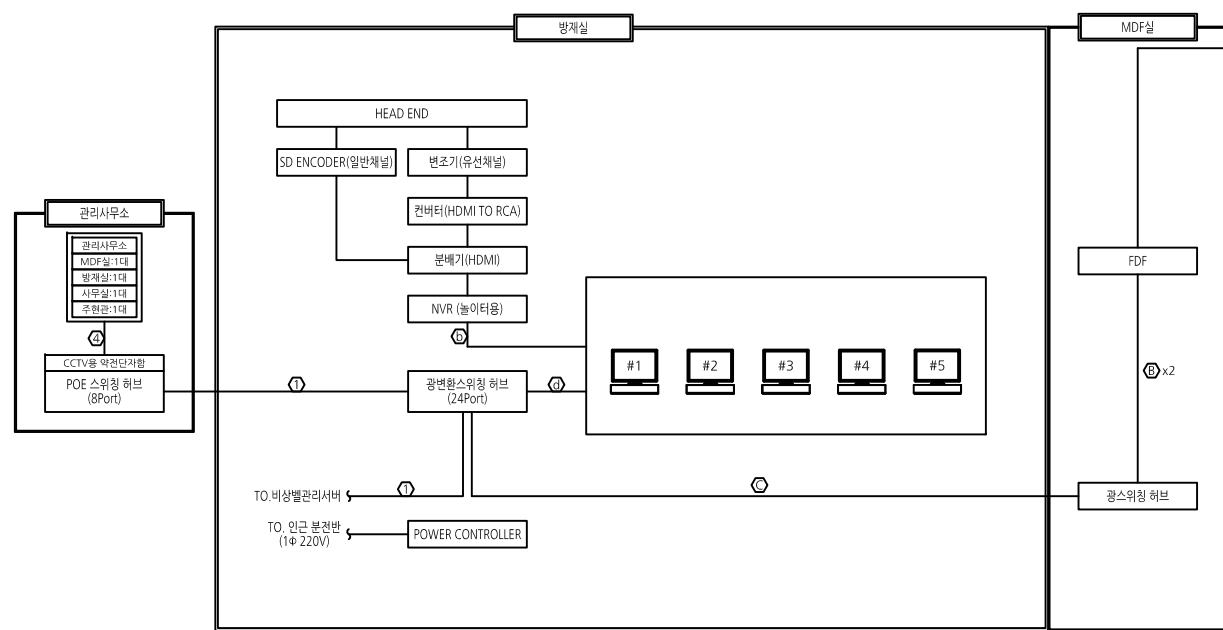 방재실
MDF실
HEAD END
SD ENCODER(일반채널)
변조기(유선채널)
컨버터(HDMI TO RCA)
관리사무소
관리사무소
MDF실:1대
방재실:1대
사무실:1대
주현관:1대
분배기(HDMI)
FDF
NVR (놀이터용)
④
b
CCTV용 약전단자함
POE 스위칭 허브
(8Port)
1
광변환스위칭 허브
(24Port)
d
#1
#2
#3
#4
#5
B x2
TO.비상벨관리서버
1
C
광스위칭 허브
TO. 인근 분전반
(1Φ 220V)
POWER CONTROLLER